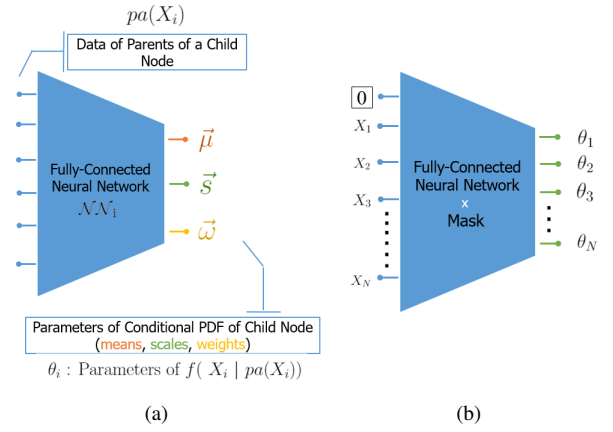 pa(X_i)
Data of Parents of a Child
Node
Fully-Connected
Neural Network
𝒩𝒩_i
μ⃗
s⃗
ω⃗
Parameters of Conditional PDF of Child Node
(means, scales, weights)
θ_i : Parameters of f( X_i | pa(X_i))
(a)
0
X_1
X_2
X_3
X_N
Fully-Connected
Neural Network
x
Mask
θ_1
θ_2
θ_3
θ_N
(b)